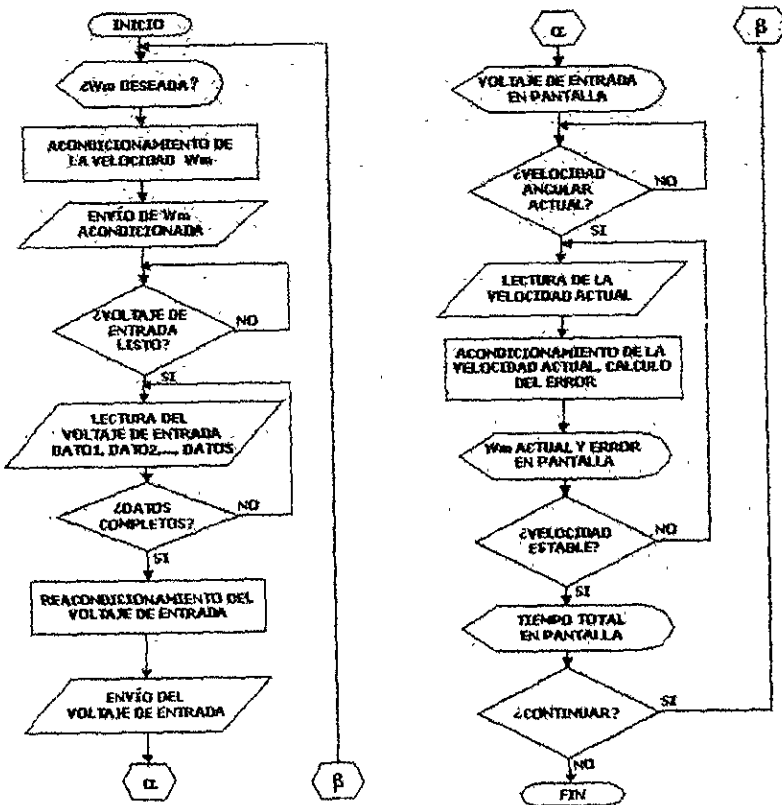 INICIO
¿Wm DESEADA?
ACONDICIONAMIENTO DE
LA VELOCIDAD Wm
ENVÍO DE Wm
ACONDICIONADA
¿VOLTAJE DE
ENTRADA
LISTO?
NO
SI
LECTURA DEL
VOLTAJE DE ENTRADA
DATO1, DATO2,..., DATO5
¿DATOS
COMPLETOS?
NO
SI
REACONDICIONAMIENTO DEL
VOLTAJE DE ENTRADA
ENVÍO DEL
VOLTAJE DE ENTRADA
α
β
α
β
VOLTAJE DE ENTRADA
EN PANTALLA
¿VELOCIDAD
ANGULAR
ACTUAL?
NO
SI
LECTURA DE LA
VELOCIDAD ACTUAL
ACONDICIONAMIENTO DE LA
VELOCIDAD ACTUAL, CALCULO
DEL ERROR
Wm ACTUAL Y ERROR
EN PANTALLA
¿VELOCIDAD
ESTABLE?
NO
SI
TIEMPO TOTAL
EN PANTALLA
¿CONTINUAR?
SI
NO
FIN